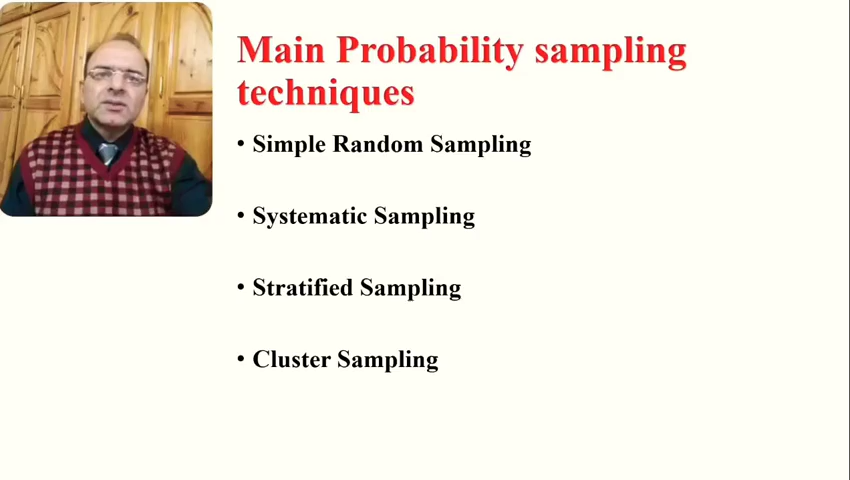 Main Probability sampling
techniques
• Simple Random Sampling
• Systematic Sampling
• Stratified Sampling
• Cluster Sampling